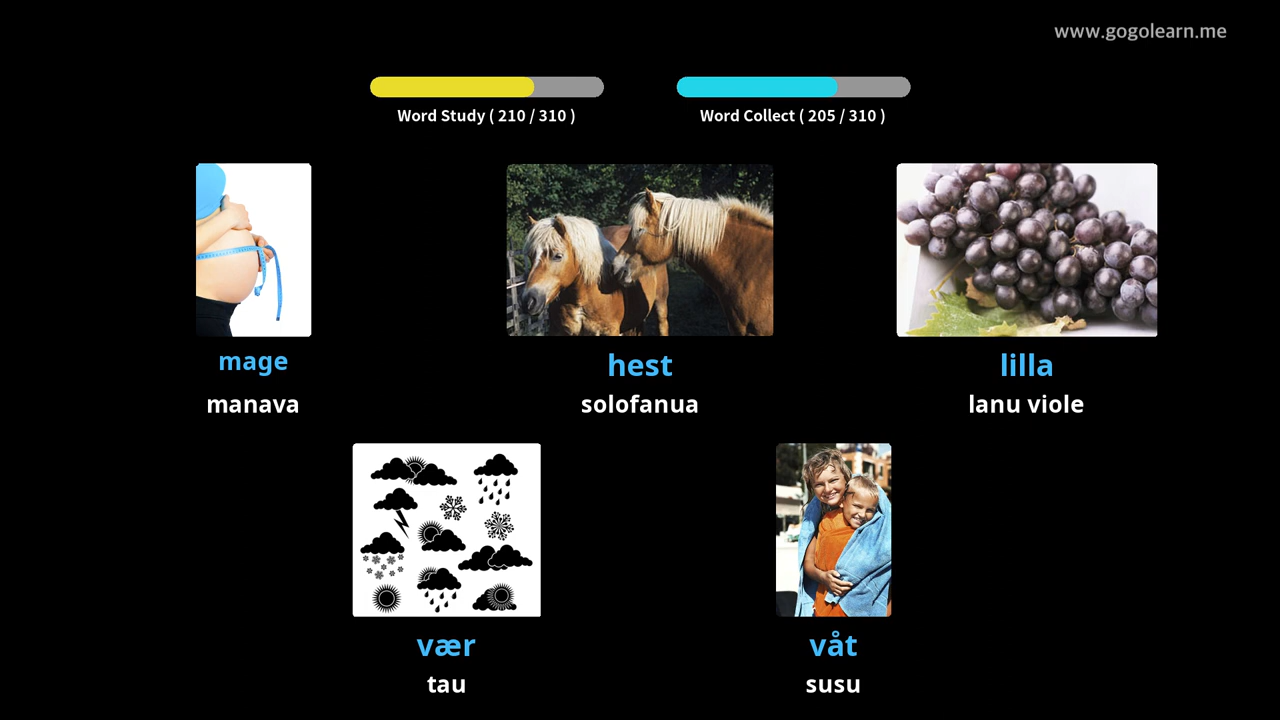 www.gogolearn.me
Word Study ( 210 / 310 )
Word Collect ( 205 / 310 )
mage
manava
hest
solofanua
lilla
lanu viole
vær
tau
våt
susu